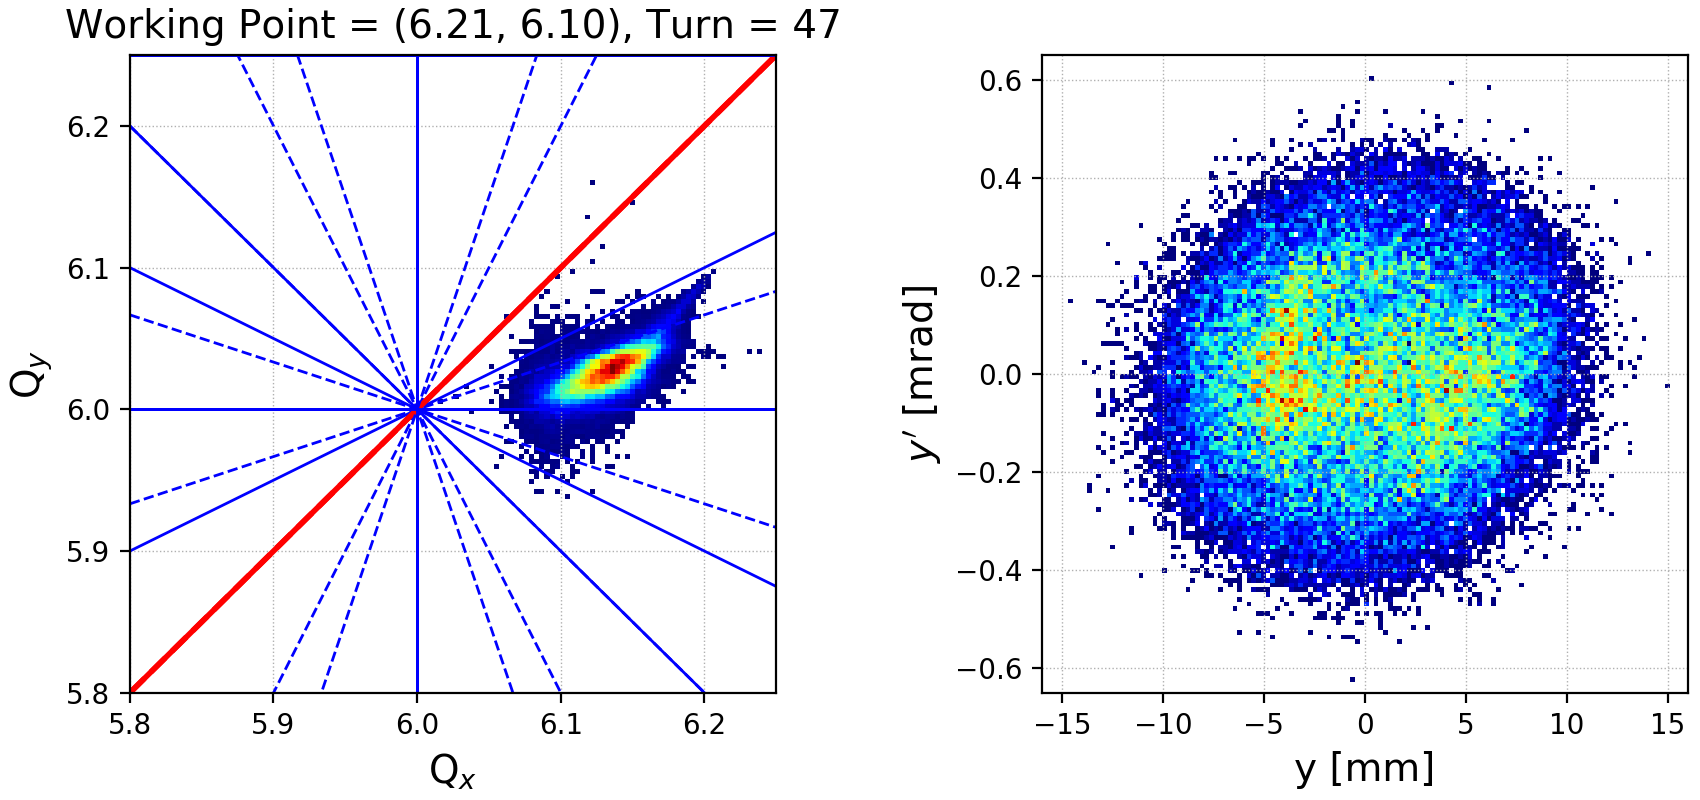 Working Point = (6.21, 6.10), Turn = 47
6.2
6.1
6.0
5.9
5.8
Q_y
5.8 5.9 6.0 6.1 6.2
Q_x
0.6
0.4
0.2
0.0
−0.2
−0.4
−0.6
y′ [mrad]
−15 −10 −5 0 5 10 15
y [mm]